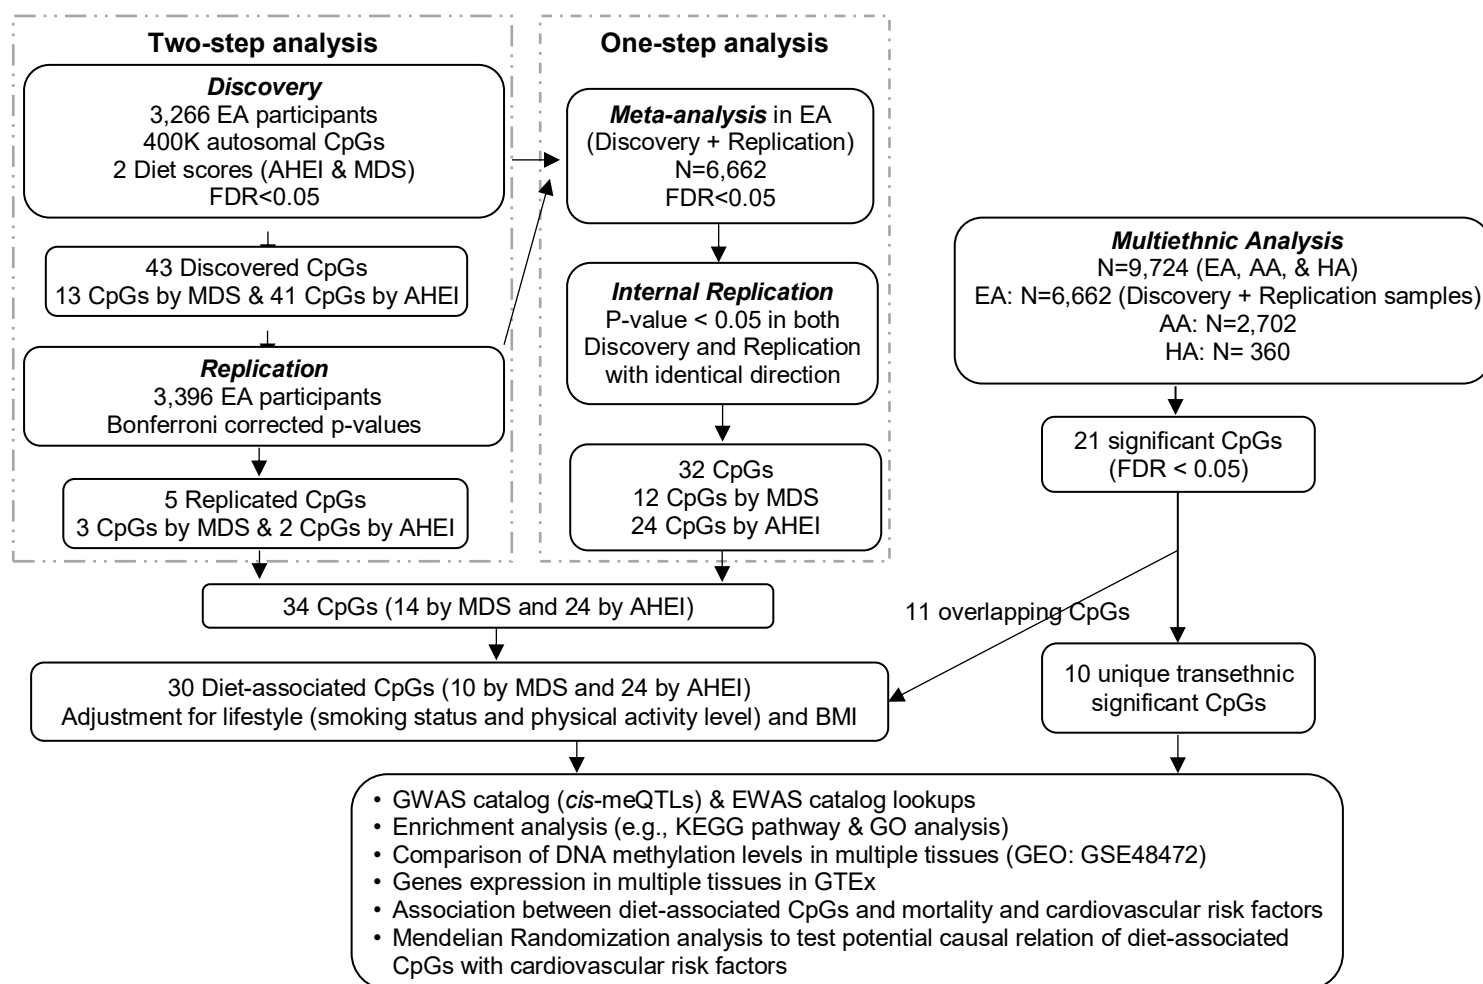 Two-step analysis
Discovery
3,266 EA participants
400K autosomal CpGs
2 Diet scores (AHEI & MDS)
FDR<0.05
43 Discovered CpGs
13 CpGs by MDS & 41 CpGs by AHEI
Replication
3,396 EA participants
Bonferroni corrected p-values
5 Replicated CpGs
3 CpGs by MDS & 2 CpGs by AHEI
One-step analysis
Meta-analysis in EA
(Discovery + Replication)
N=6,662
FDR<0.05
Internal Replication
P-value < 0.05 in both
Discovery and Replication
with identical direction
32 CpGs
12 CpGs by MDS
24 CpGs by AHEI
Multiethnic Analysis
N=9,724 (EA, AA, & HA)
EA: N=6,662 (Discovery + Replication samples)
AA: N=2,702
HA: N= 360
21 significant CpGs
(FDR < 0.05)
34 CpGs (14 by MDS and 24 by AHEI)
11 overlapping CpGs
30 Diet-associated CpGs (10 by MDS and 24 by AHEI)
Adjustment for lifestyle (smoking status and physical activity level) and BMI
10 unique transethnic
significant CpGs
• GWAS catalog (cis-meQTLs) & EWAS catalog lookups
• Enrichment analysis (e.g., KEGG pathway & GO analysis)
• Comparison of DNA methylation levels in multiple tissues (GEO: GSE48472)
• Genes expression in multiple tissues in GTEx
• Association between diet-associated CpGs and mortality and cardiovascular risk factors
• Mendelian Randomization analysis to test potential causal relation of diet-associated
CpGs with cardiovascular risk factors